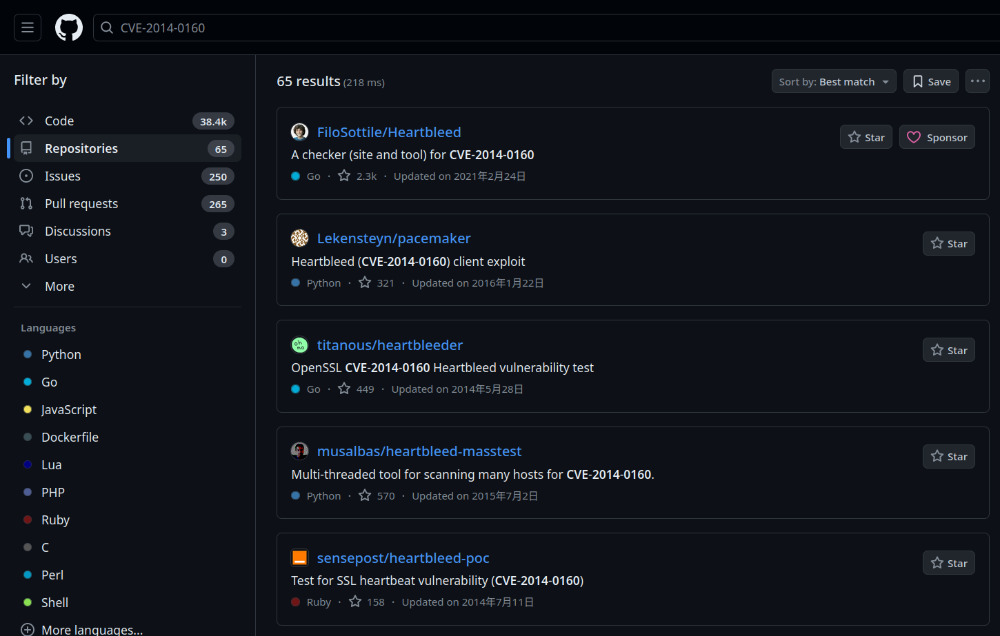 CVE-2014-0160
Filter by
Code 38.4k
Repositories 65
Issues 250
Pull requests 265
Discussions 3
Users 0
More
Languages
Python
Go
JavaScript
Dockerfile
Lua
PHP
Ruby
C
Perl
Shell
More languages...
65 results (218 ms)
Sort by: Best match
Save
FiloSottile/Heartbleed
Star
Sponsor
A checker (site and tool) for CVE-2014-0160
Go · 2.3k · Updated on 2021年2月24日
Lekensteyn/pacemaker
Star
Heartbleed (CVE-2014-0160) client exploit
Python · 321 · Updated on 2016年1月22日
oh no
titanous/heartbleeder
Star
OpenSSL CVE-2014-0160 Heartbleed vulnerability test
Go · 449 · Updated on 2014年5月28日
musalbas/heartbleed-masstest
Star
Multi-threaded tool for scanning many hosts for CVE-2014-0160.
Python · 570 · Updated on 2015年7月2日
sensepost/heartbleed-poc
Star
Test for SSL heartbeat vulnerability (CVE-2014-0160)
Ruby · 158 · Updated on 2014年7月11日